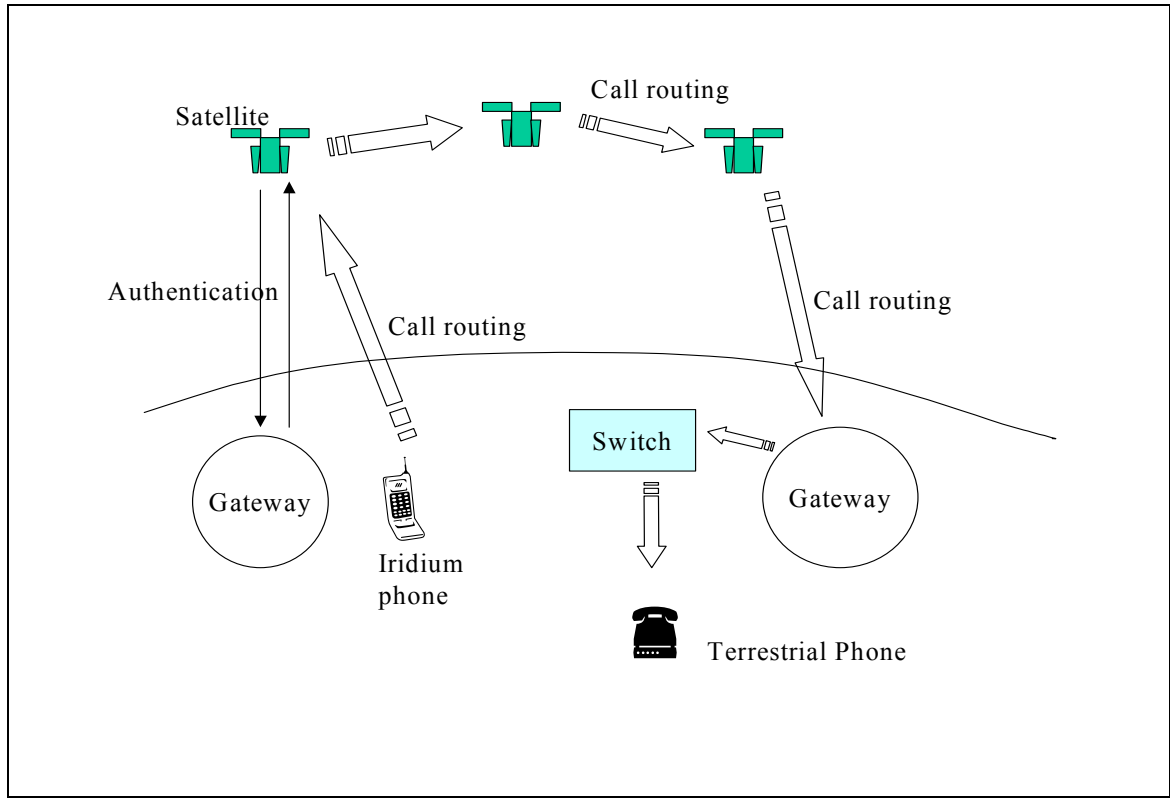 Call routing
Satellite
Authentication
Call routing
Call routing
Switch
Gateway
Gateway
Iridium
phone
Terrestrial Phone